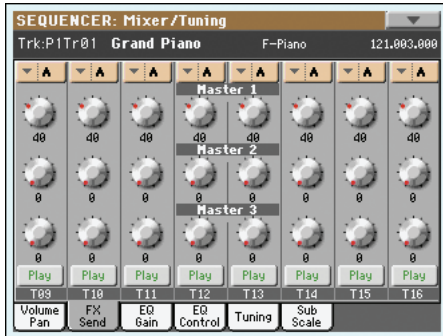 SEQUENCER: Mixer/Tuning
Trk:P1Tr01 Grand Piano F-Piano 121.003.000
A A A A A A A A
Master 1
40 40 40 40 40 40 40 40
Master 2
0 0 0 0 0 0 0 0
Master 3
0 0 0 0 0 0 0 0
Play Play Play Play Play Play Play Play
T09 T10 T11 T12 T13 T14 T15 T16
Volume Pan FX Send EQ Gain EQ Control Tuning Sub Scale